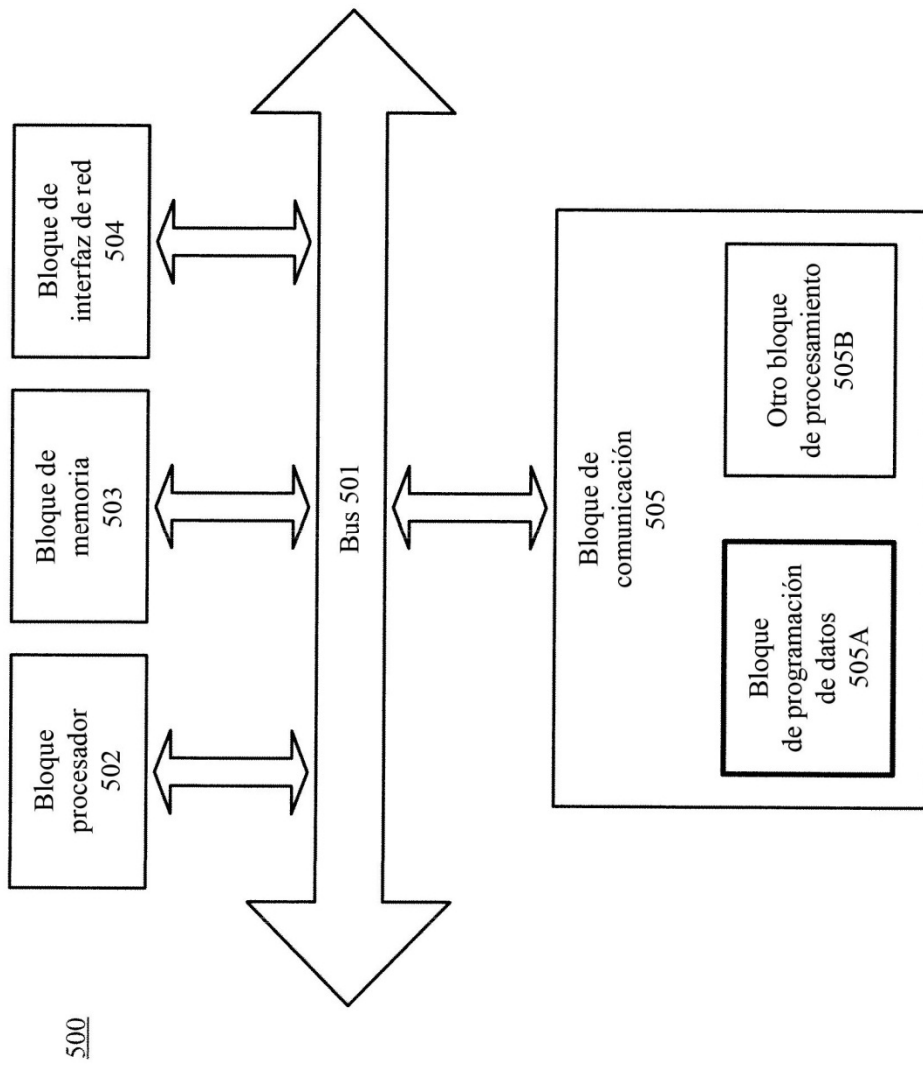 500
Bloque
procesador
502
Bloque de
memoria
503
Bloque de
interfaz de red
504
Bus 501
Bloque de
comunicación
505
Bloque
de programación
de datos
505A
Otro bloque
de procesamiento
505B